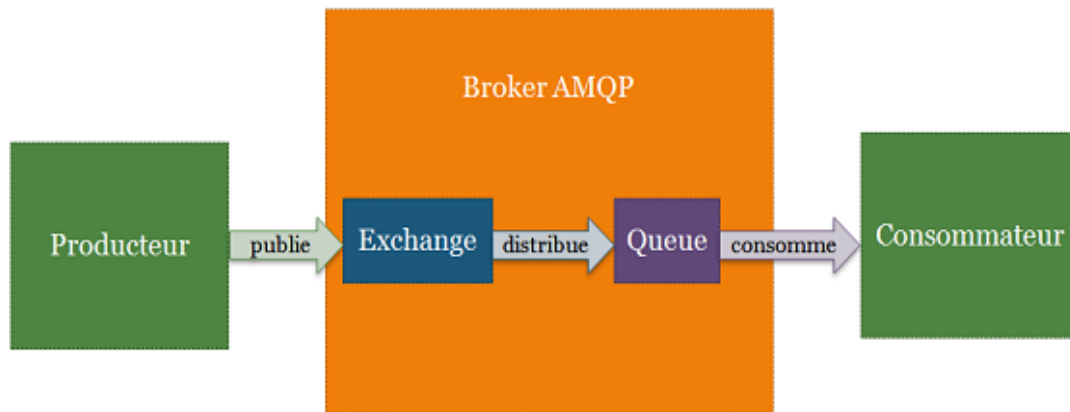 Broker AMQP
Producteur
publie
Exchange
distribue
Queue
consomme
Consommateur